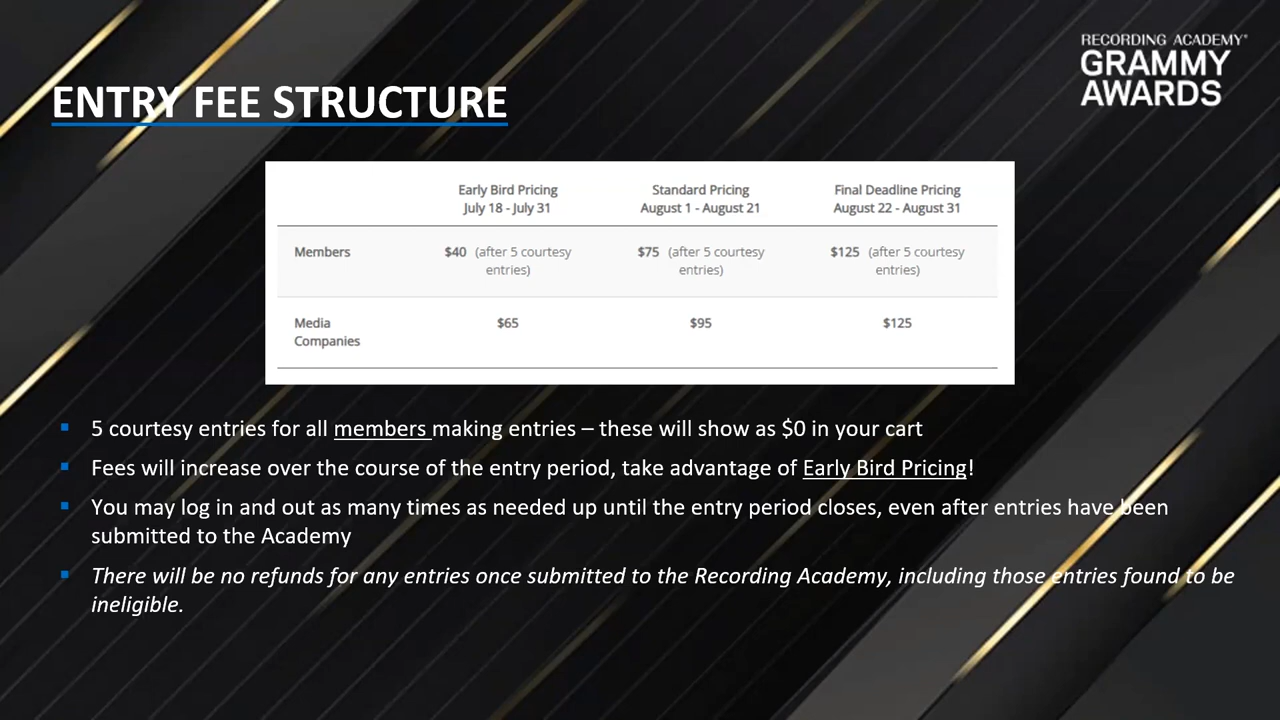 RECORDING ACADEMY®
GRAMMY
AWARDS
ENTRY FEE STRUCTURE
Early Bird Pricing Standard Pricing Final Deadline Pricing
July 18 - July 31 August 1 - August 21 August 22 - August 31
Members $40 (after 5 courtesy $75 (after 5 courtesy $125 (after 5 courtesy
entries) entries) entries)
Media $65 $95 $125
Companies
▪ 5 courtesy entries for all members making entries – these will show as $0 in your cart
▪ Fees will increase over the course of the entry period, take advantage of Early Bird Pricing!
▪ You may log in and out as many times as needed up until the entry period closes, even after entries have been
submitted to the Academy
▪ There will be no refunds for any entries once submitted to the Recording Academy, including those entries found to be
ineligible.